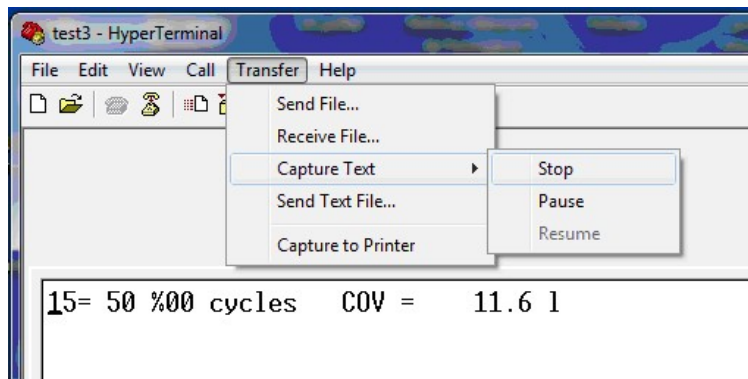 test3 - HyperTerminal
File Edit View Call Transfer Help
Send File...
Receive File...
Capture Text
Stop
Send Text File...
Pause
Resume
Capture to Printer
15= 50 %00 cycles COV = 11.6 l